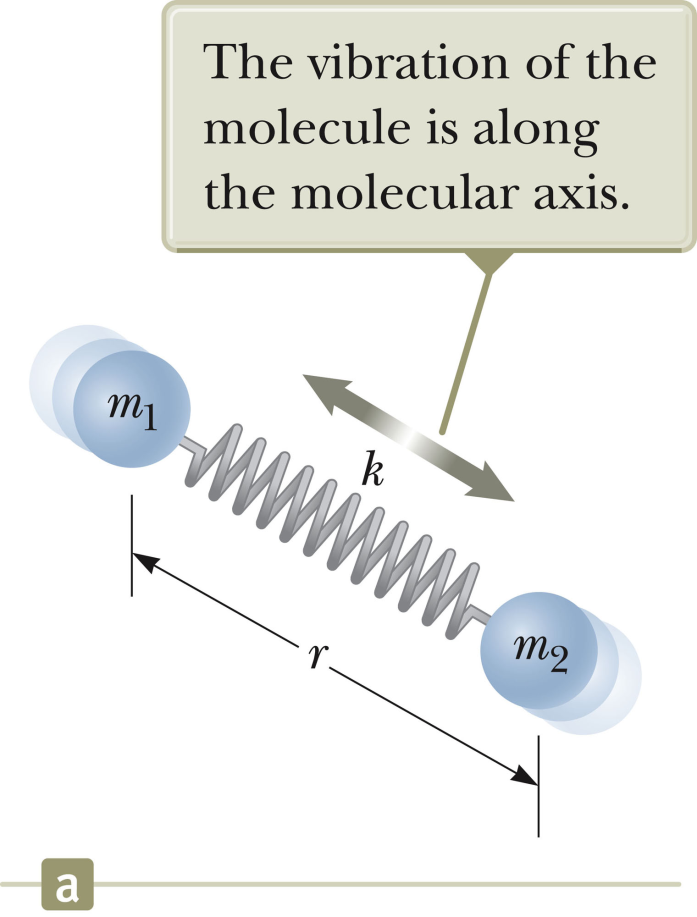 The vibration of the
molecule is along
the molecular axis.
m₁
k
r
m₂
a